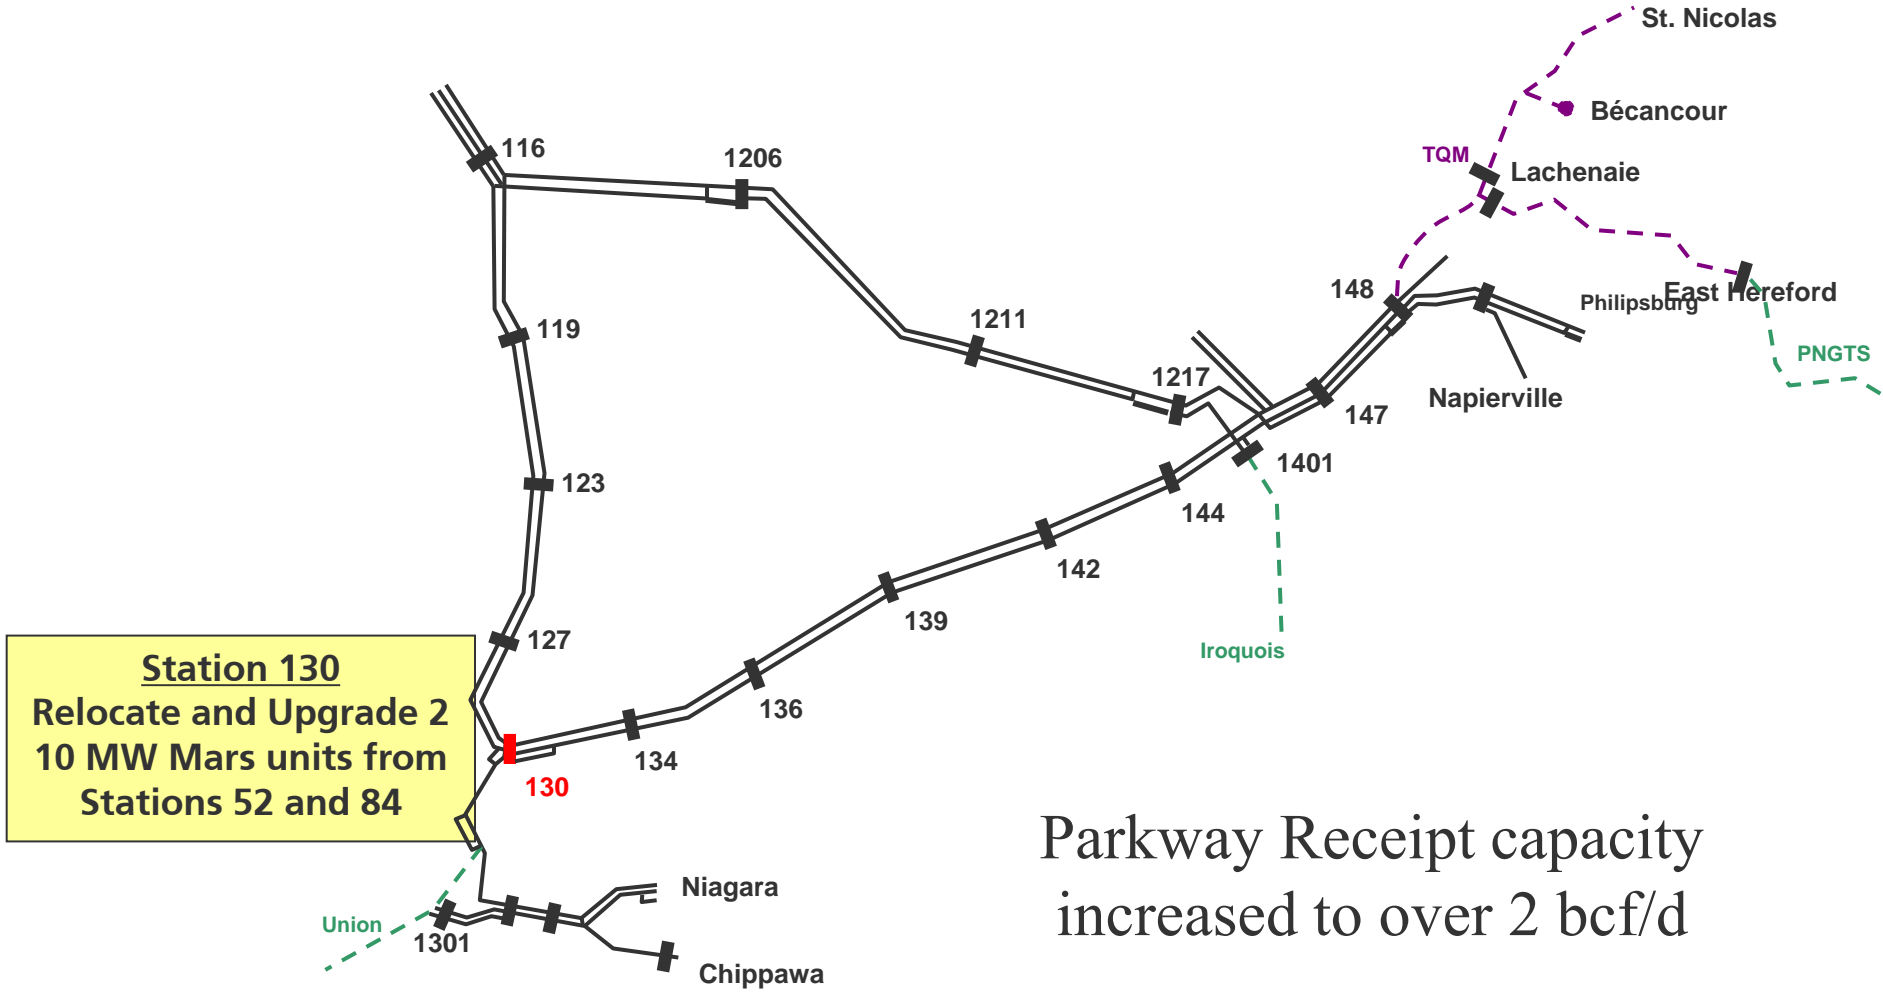 St. Nicolas
Bécancour
TQM
Lachenaie
116
1206
148
Philipsburg
East Hereford
119
1211
PNGTS
1217
Napierville
147
1401
123
144
142
139
127
Iroquois
Station 130
Relocate and Upgrade 2
10 MW Mars units from
Stations 52 and 84
136
134
130
Parkway Receipt capacity
increased to over 2 bcf/d
Niagara
Union
1301
Chippawa